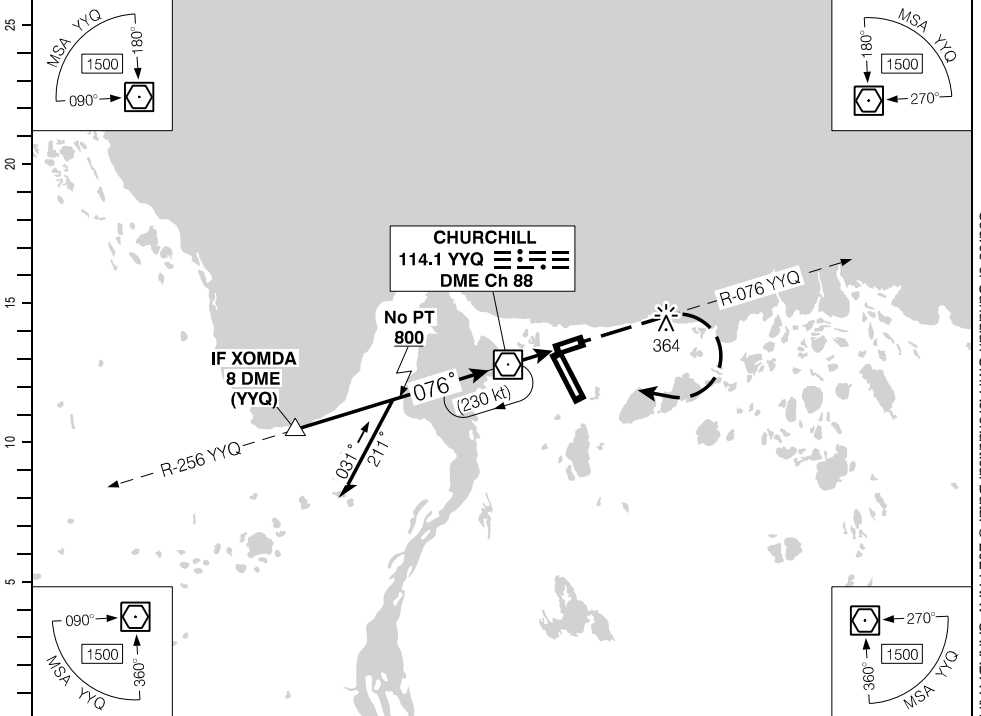 25
20
15
10
5
MSA YYQ
180°
1500
090°
MSA YYQ
180°
1500
270°
CHURCHILL
114.1 YYQ
DME Ch 88
R-076 YYQ
No PT
800
364
IF XOMDA
8 DME
(YYQ)
076°
(230 kt)
R-256 YYQ
031°
211°
090°
1500
360°
MSA YYQ
270°
1500
360°
MSA YYQ